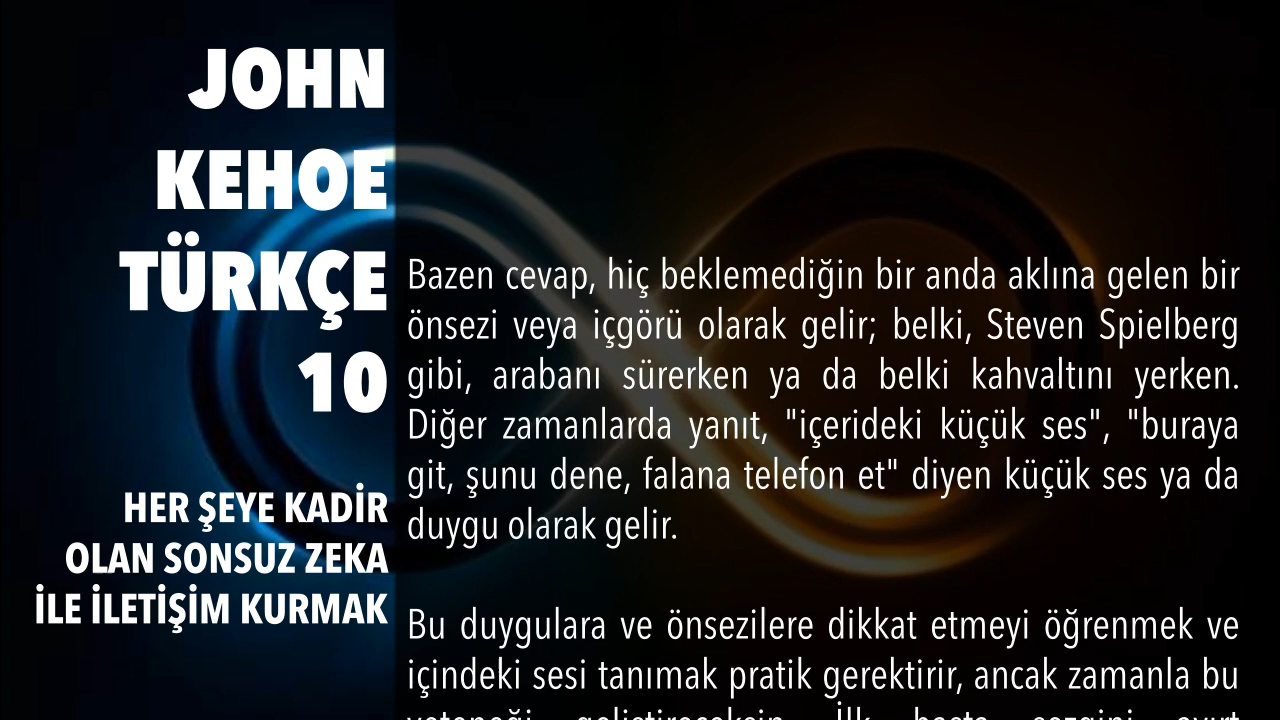 JOHN
KEHOE
TÜRKÇE
10
HER ŞEYE KADİR
OLAN SONSUZ ZEKA
İLE İLETİŞİM KURMAK
Bazen cevap, hiç beklemediğin bir anda aklına gelen bir
önsezi veya içgörü olarak gelir; belki, Steven Spielberg
gibi, arabanı sürerken ya da belki kahvaltını yerken.
Diğer zamanlarda yanıt, "içerideki küçük ses", "buraya
git, şunu dene, falana telefon et" diyen küçük ses ya da
duygu olarak gelir.
Bu duygulara ve önsezilere dikkat etmeyi öğrenmek ve
içindeki sesi tanımak pratik gerektirir, ancak zamanla bu